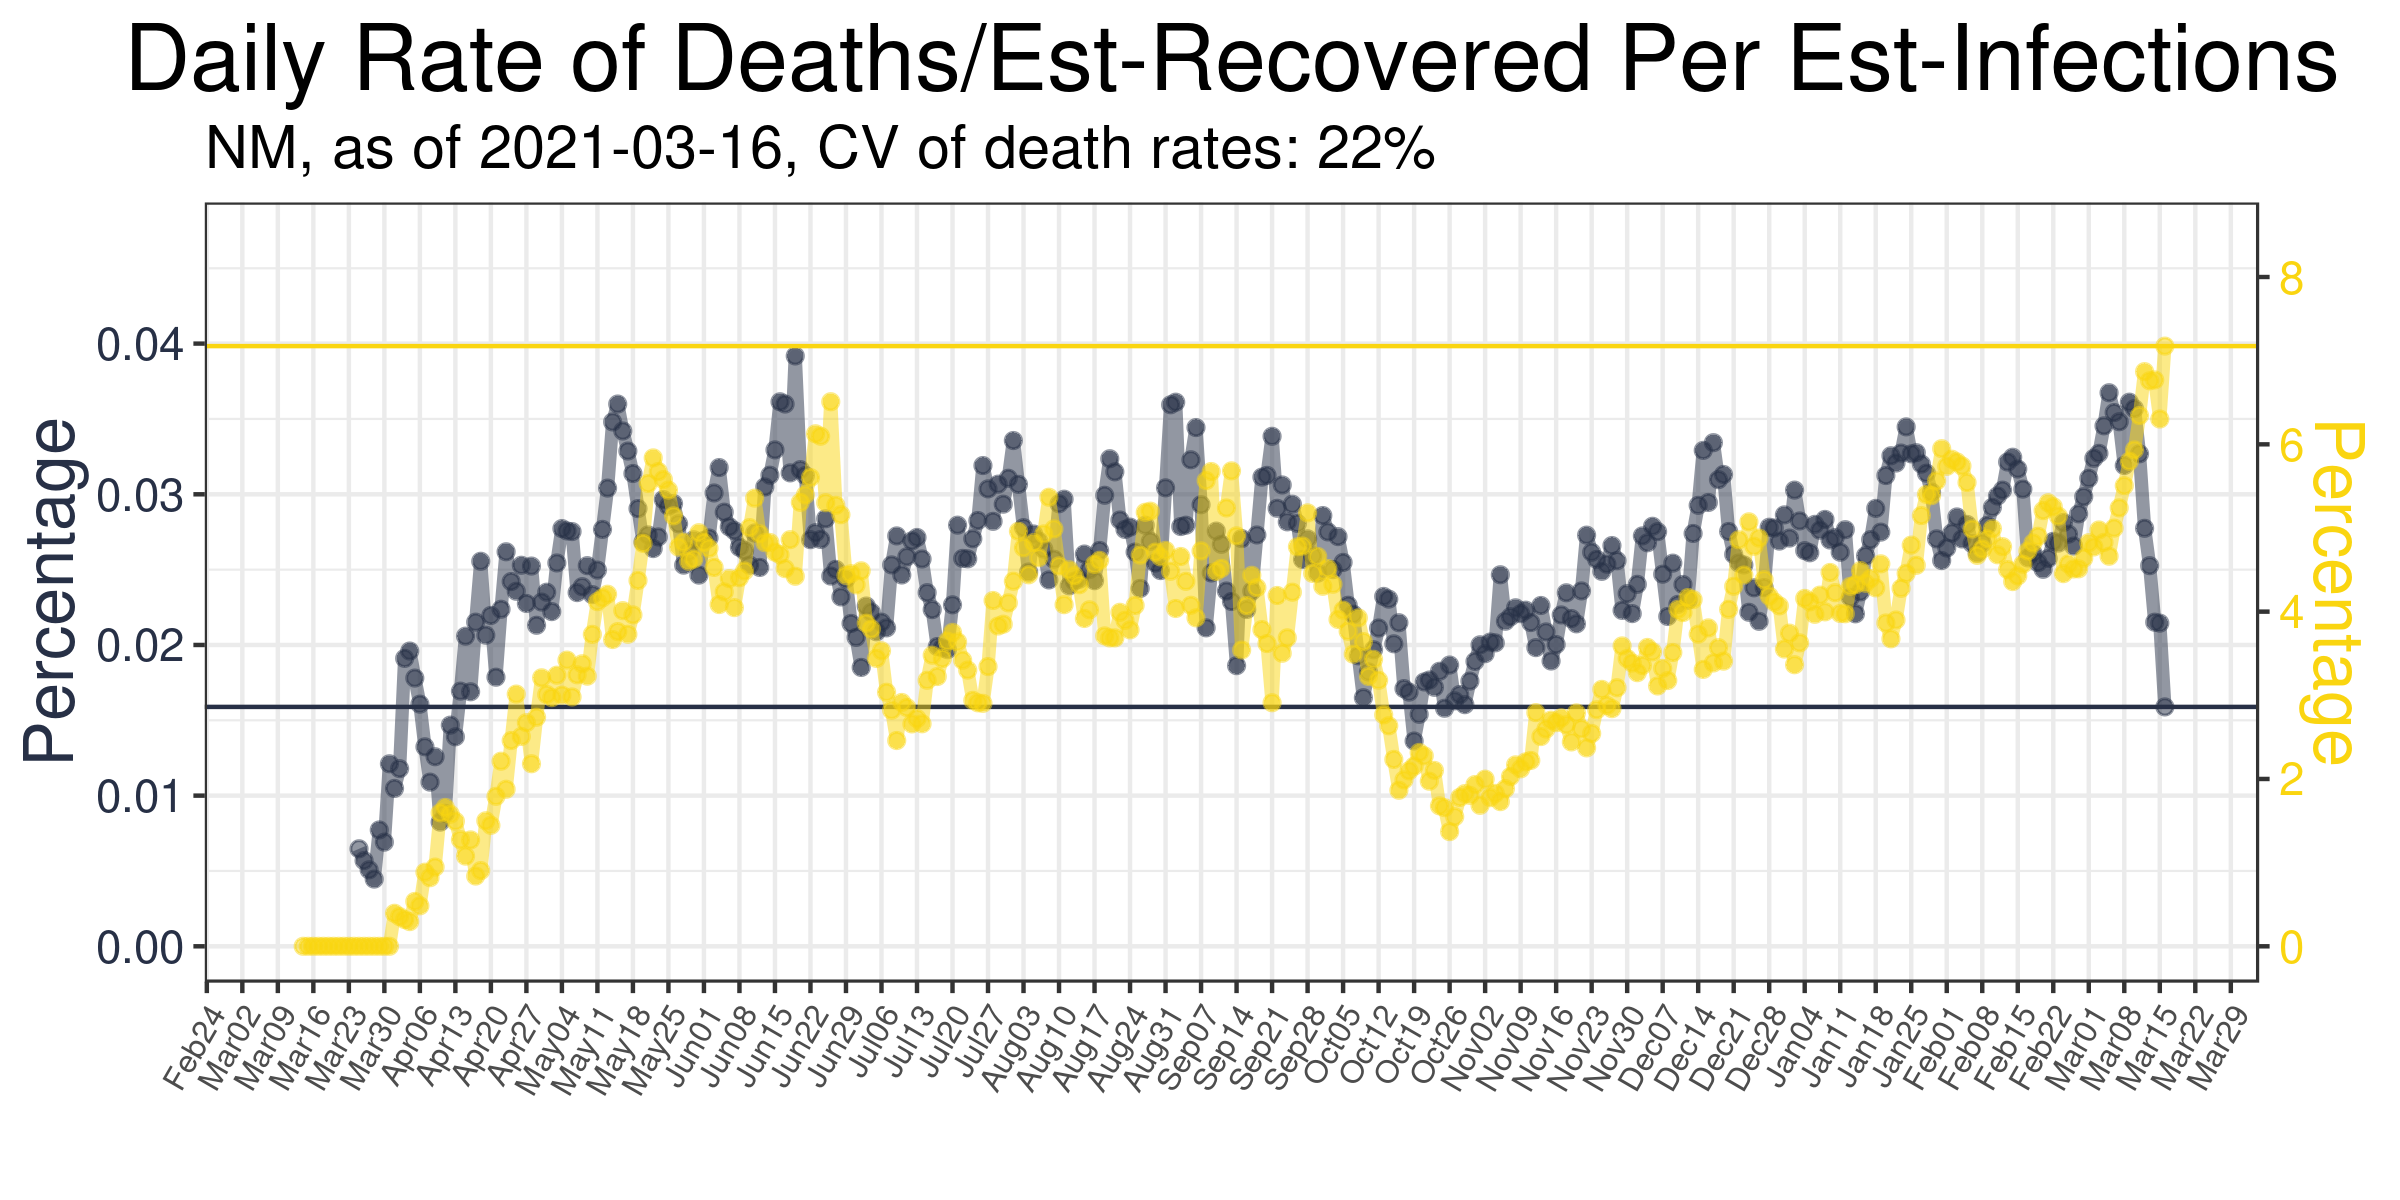 Daily Rate of Deaths/Est-Recovered Per Est-Infections
NM, as of 2021-03-16, CV of death rates: 22%
Percentage
0.04
0.03
0.02
0.01
0.00
8
6
4
2
0
Percentage
Feb24
Mar02
Mar09
Mar16
Mar23
Mar30
Apr06
Apr13
Apr20
Apr27
May04
May11
May18
May25
Jun01
Jun08
Jun15
Jun22
Jun29
Jul06
Jul13
Jul20
Jul27
Aug03
Aug10
Aug17
Aug24
Aug31
Sep07
Sep14
Sep21
Sep28
Oct05
Oct12
Oct19
Oct26
Nov02
Nov09
Nov16
Nov23
Nov30
Dec07
Dec14
Dec21
Dec28
Jan04
Jan11
Jan18
Jan25
Feb01
Feb08
Feb15
Feb22
Mar01
Mar08
Mar15
Mar22
Mar29